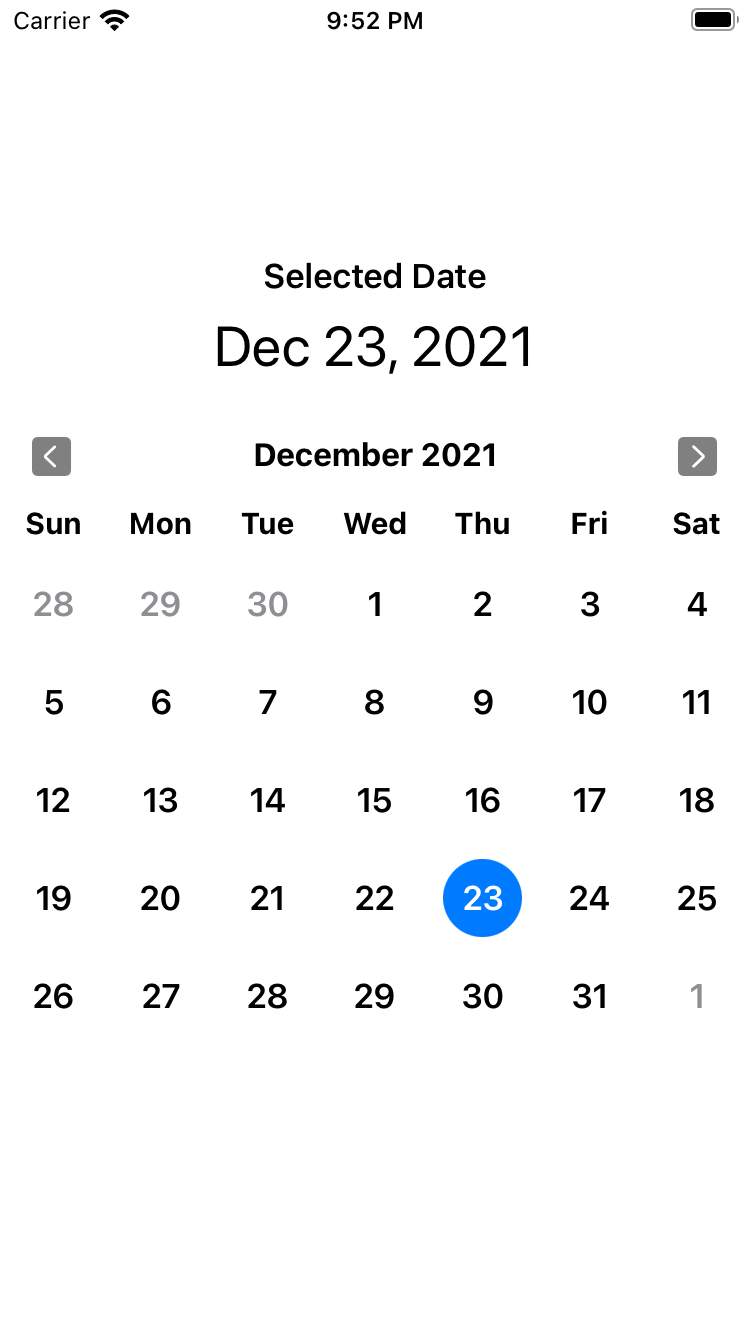 Carrier 9:52 PM
Selected Date
Dec 23, 2021
December 2021
Sun Mon Tue Wed Thu Fri Sat
28 29 30 1 2 3 4
5 6 7 8 9 10 11
12 13 14 15 16 17 18
19 20 21 22 23 24 25
26 27 28 29 30 31 1